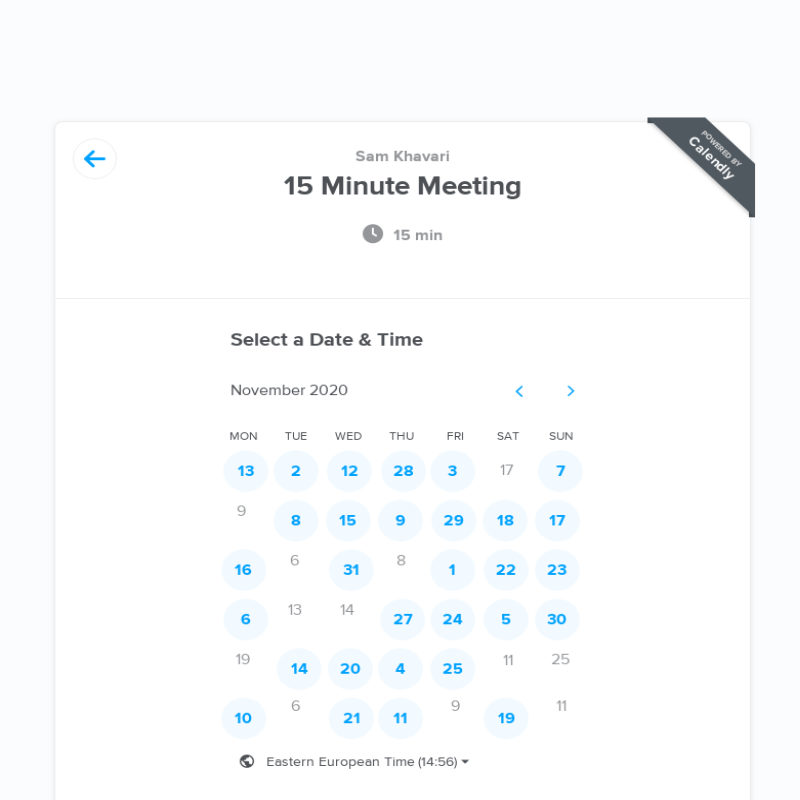 POWERED BY
Calendly
Sam Khavari
15 Minute Meeting
15 min
Select a Date & Time
November 2020
MON TUE WED THU FRI SAT SUN
13 2 12 28 3 17 7
9 8 15 9 29 18 17
16 6 31 8 1 22 23
6 13 14 27 24 5 30
19 14 20 4 25 11 25
10 6 21 11 9 19 11
Eastern European Time (14:56)